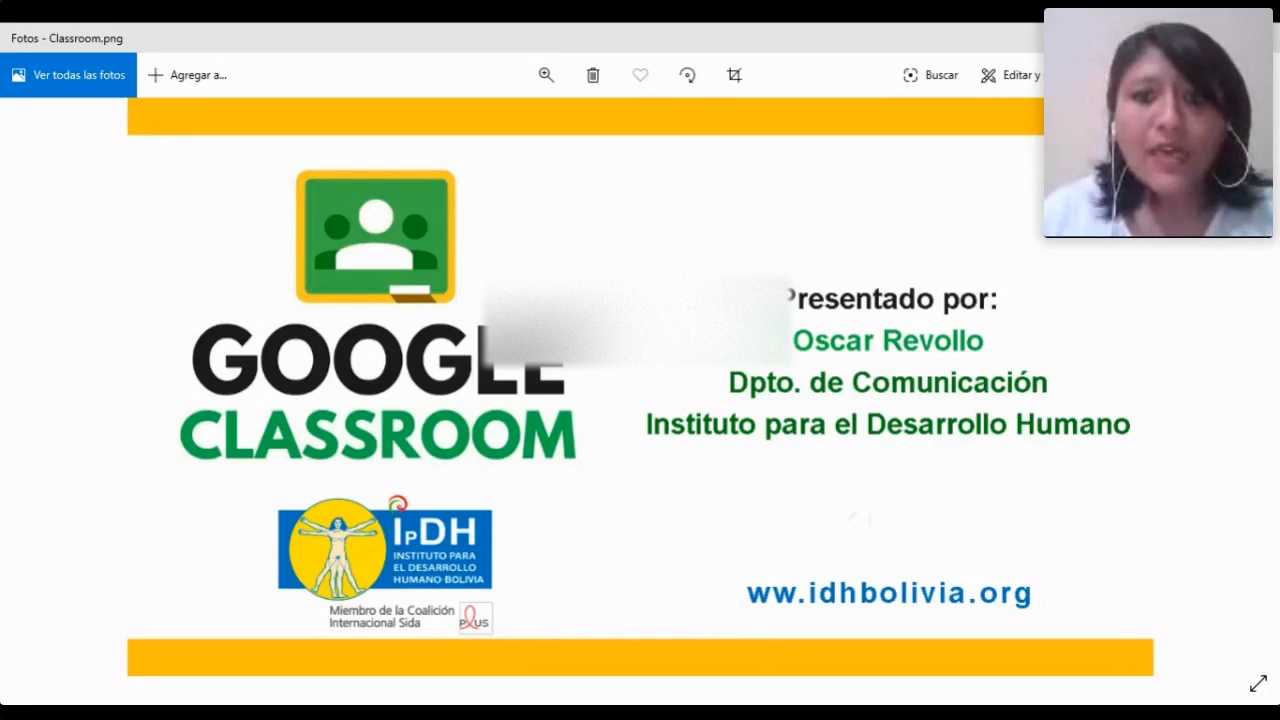 Fotos - Classroom.png
Ver todas las fotos
Agregar a...
Buscar
Editar y
GOOGLE
CLASSROOM
Presentado por:
Oscar Revollo
Dpto. de Comunicación
Instituto para el Desarrollo Humano
IpDH
INSTITUTO PARA
EL DESARROLLO
HUMANO·BOLIVIA
Miembro de la Coalición
Internacional Sida
PLUS
ww.idhbolivia.org